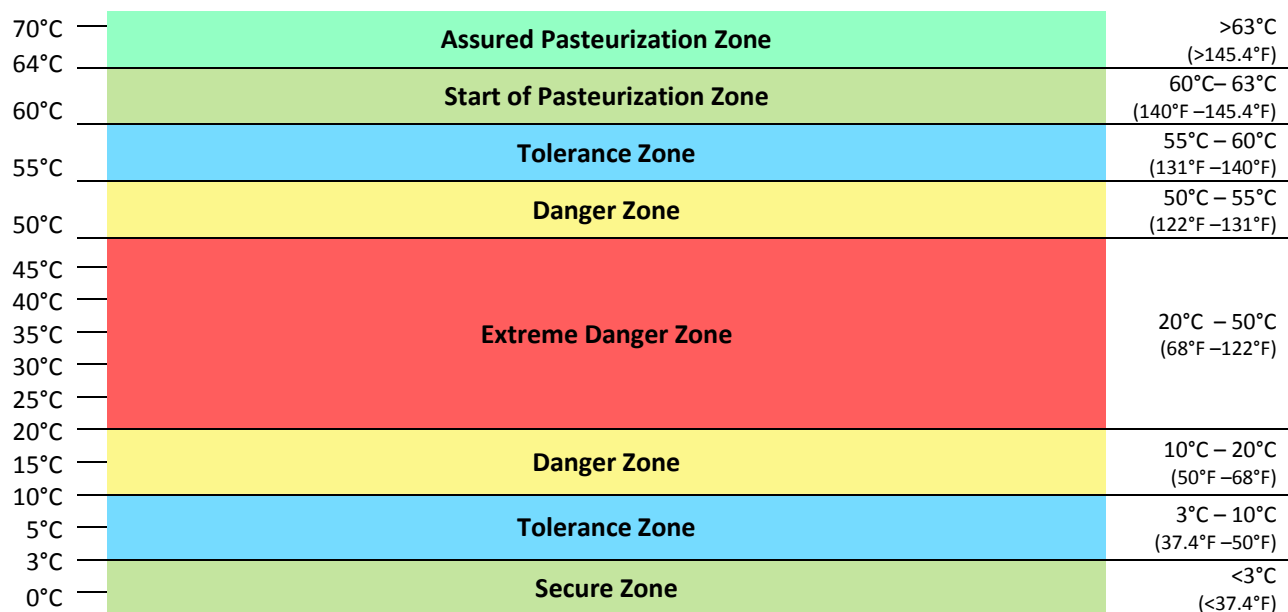 70°C
Assured Pasteurization Zone
>63°C
(>145.4°F)
64°C
Start of Pasteurization Zone
60°C– 63°C
(140°F –145.4°F)
60°C
Tolerance Zone
55°C – 60°C
(131°F –140°F)
55°C
Danger Zone
50°C – 55°C
(122°F –131°F)
50°C
45°C
40°C
35°C
Extreme Danger Zone
20°C – 50°C
(68°F –122°F)
30°C
25°C
20°C
Danger Zone
10°C – 20°C
(50°F –68°F)
15°C
10°C
Tolerance Zone
3°C – 10°C
(37.4°F –50°F)
5°C
3°C
Secure Zone
<3°C
(<37.4°F)
0°C